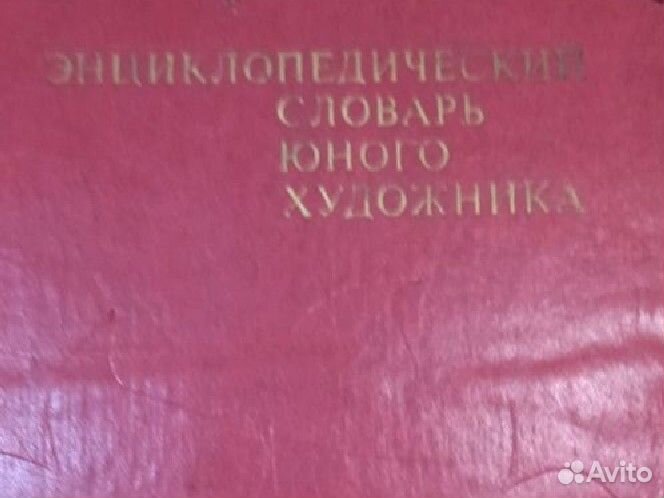 ЭНЦИКЛОПЕДИЧЕСКИЙ
СЛОВАРЬ
ЮНОГО
ХУДОЖНИКА
Avito